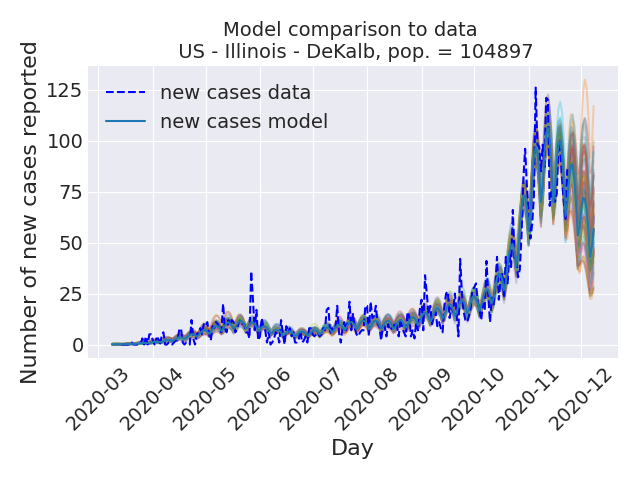 Model comparison to data
US - Illinois - DeKalb, pop. = 104897
Number of new cases reported
125
100
75
50
25
0
new cases data
new cases model
2020-03
2020-04
2020-05
2020-06
2020-07
2020-08
2020-09
2020-10
2020-11
2020-12
Day